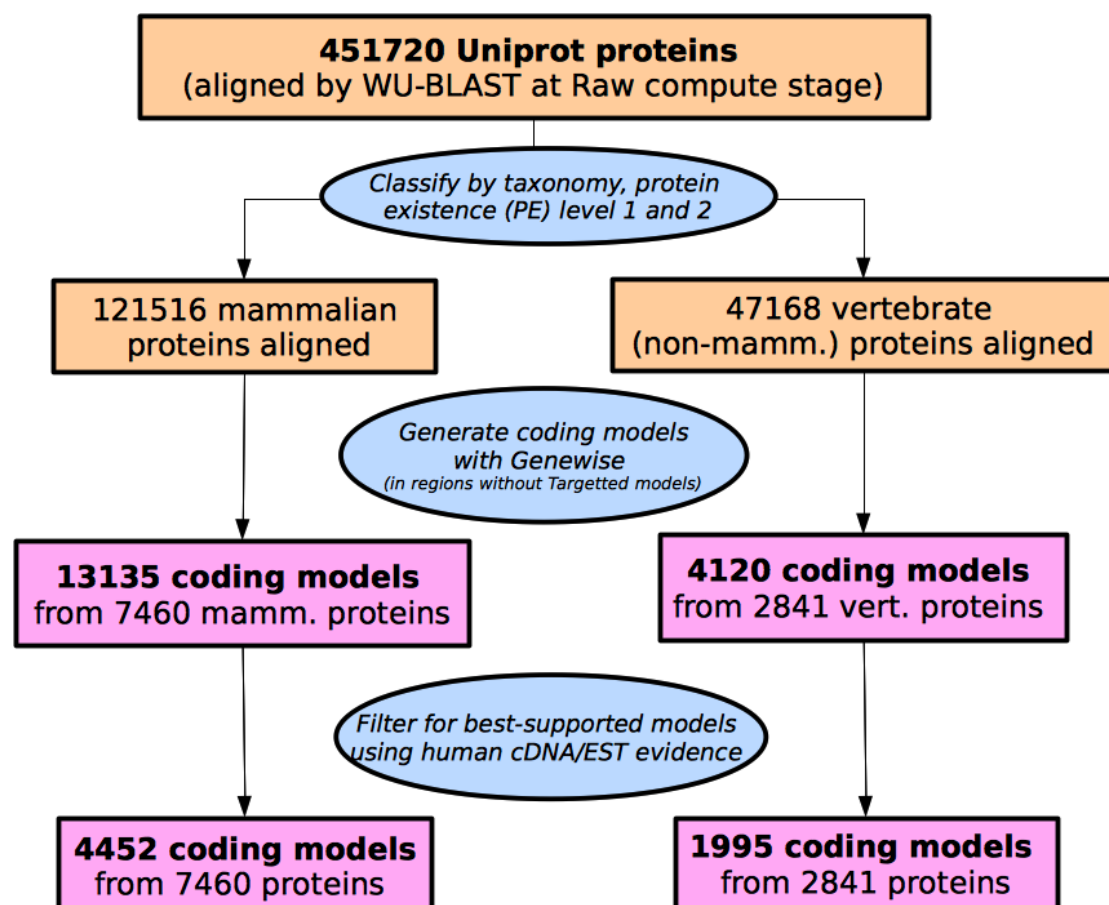 451720 Uniprot proteins
(aligned by WU-BLAST at Raw compute stage)
Classify by taxonomy, protein
existence (PE) level 1 and 2
121516 mammalian
proteins aligned
47168 vertebrate
(non-mamm.) proteins aligned
Generate coding models
with Genewise
(in regions without Targetted models)
13135 coding models
from 7460 mamm. proteins
4120 coding models
from 2841 vert. proteins
Filter for best-supported models
using human cDNA/EST evidence
4452 coding models
from 7460 proteins
1995 coding models
from 2841 proteins